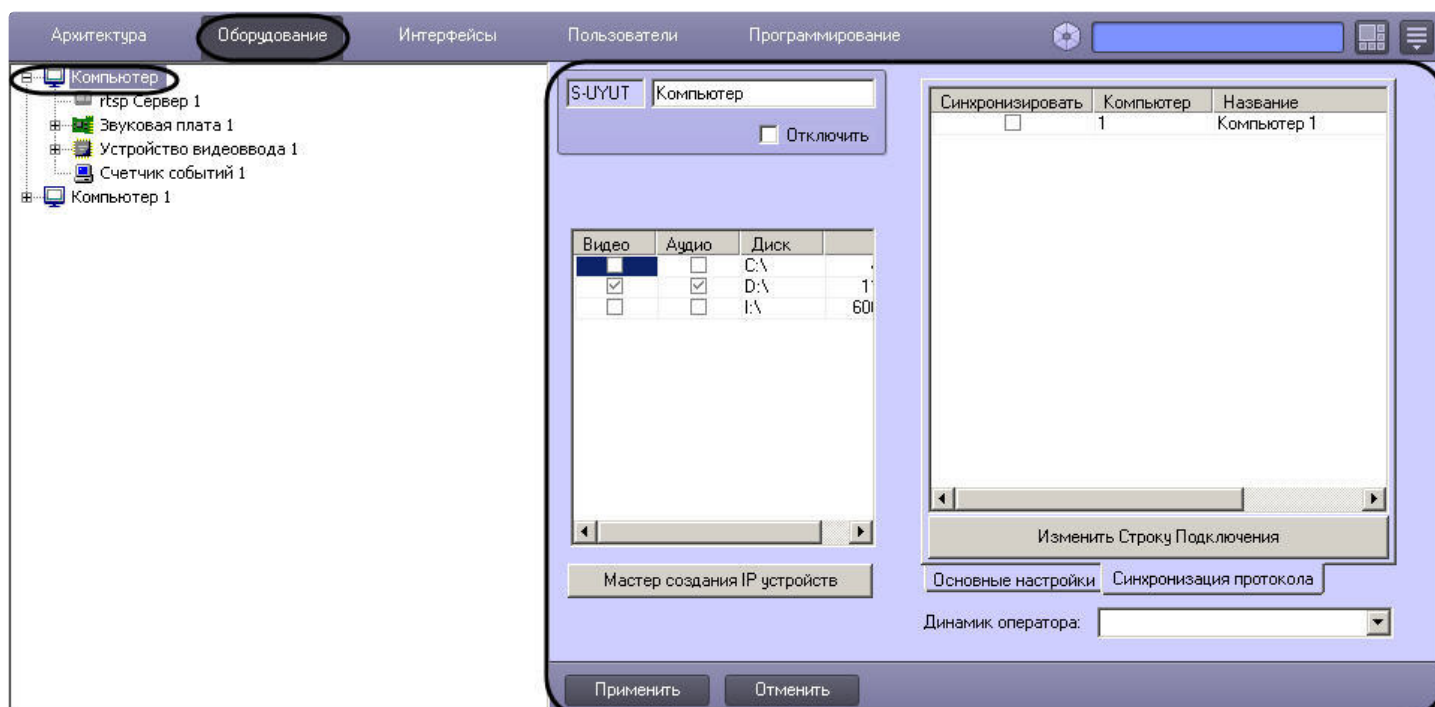 Архитектура Оборудование Интерфейсы Пользователи Программирование
Компьютер
rtsp Сервер 1
Звуковая плата 1
Устройство видеоввода 1
Счетчик событий 1
Компьютер 1
S-UYUT Компьютер
Отключить
Видео Аудио Диск
C:\
D:\ 1
I:\ 60
Мастер создания IP устройств
Синхронизировать Компьютер Название
1 Компьютер 1
Изменить Строку Подключения
Основные настройки Синхронизация протокола
Динамик оператора:
Применить Отменить